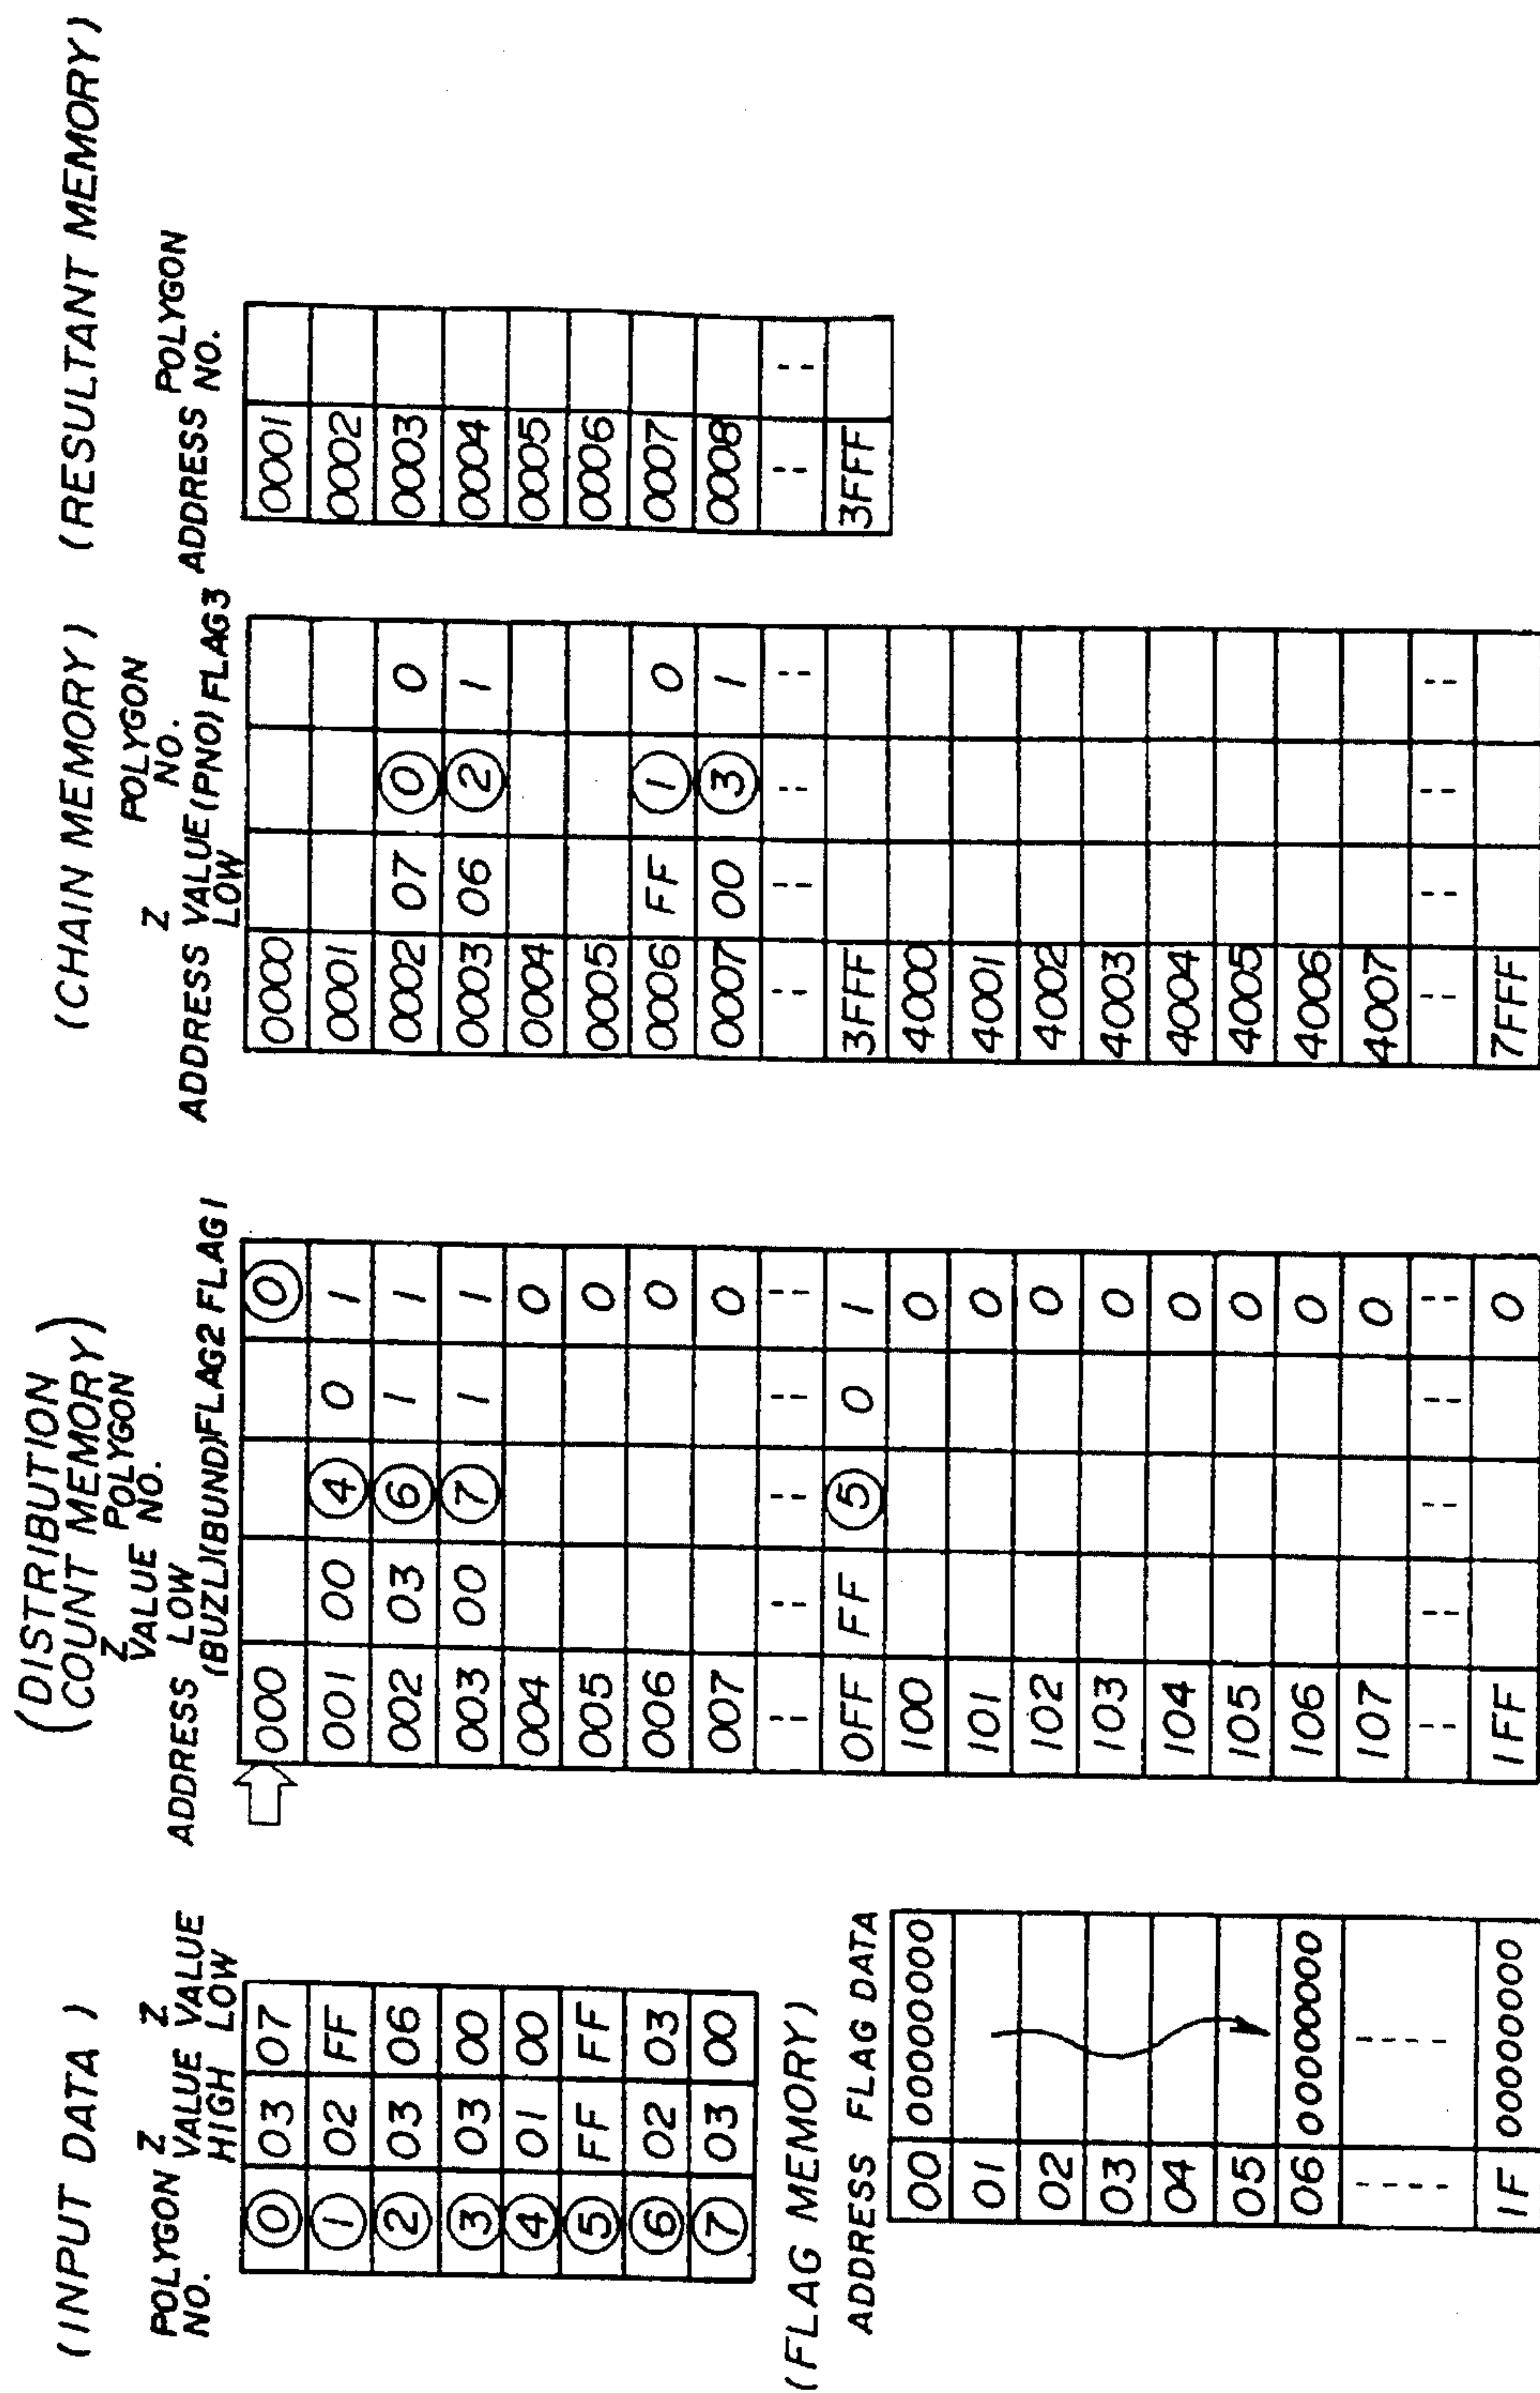 (INPUT DATA)
POLYGON NO. Z VALUE HIGH Z VALUE LOW
⓪ 03 07
① 02 FF
② 03 06
③ 03 00
④ 01 00
⑤ FF FF
⑥ 02 03
⑦ 03 00
(FLAG MEMORY)
ADDRESS FLAG DATA
00 00000000
01
02
03
04
05
06 00000000
---- ----
1F 00000000
(DISTRIBUTION
COUNT MEMORY)
ADDRESS Z VALUE LOW (BUZL) POLYGON NO. (BUND) FLAG2 FLAG1
000 ⓪
001 00 ④ 0 1
002 03 ⑥ 1 1
003 00 ⑦ 1 1
004 0
005 0
006 0
007 0
-- -- -- -- --
0FF FF ⑤ 0 1
100 0
101 0
102 0
103 0
104 0
105 0
106 0
107 0
-- -- -- -- --
1FF 0
(CHAIN MEMORY)
ADDRESS Z VALUE LOW POLYGON NO. (PNO) FLAG3
0000
0001
0002 07 ⓪ 0
0003 06 ② 1
0004
0005
0006 FF ① 0
0007 00 ③ 1
-- -- -- --
3FFF
4000
4001
4002
4003
4004
4005
4006
4007
-- -- -- --
7FFF
(RESULTANT MEMORY)
ADDRESS POLYGON NO.
0001
0002
0003
0004
0005
0006
0007
0008
-- --
3FFF